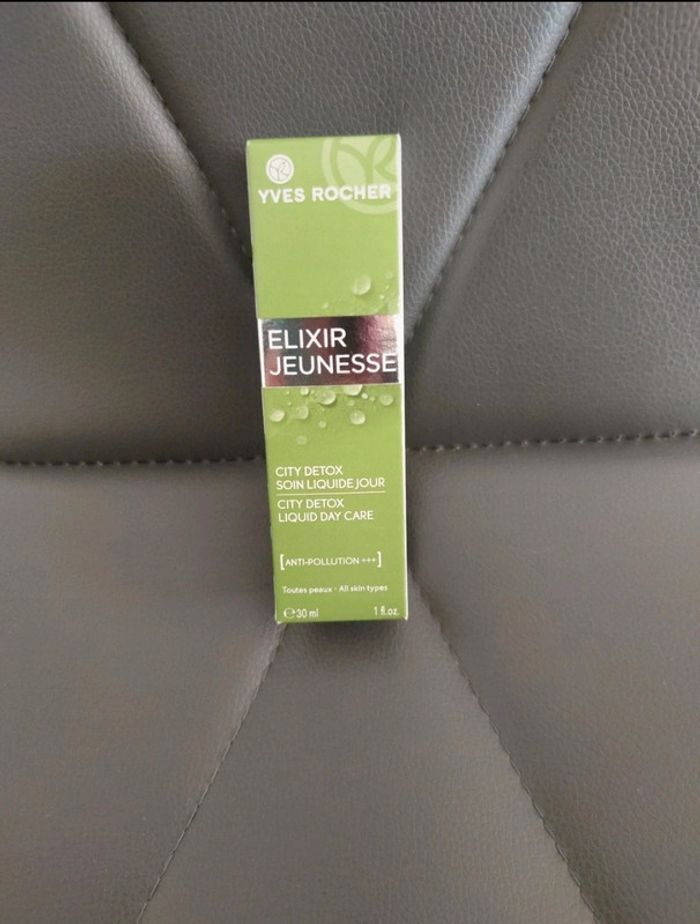 YVES ROCHER
ELIXIR
JEUNESSE
CITY DETOX
SOIN LIQUIDE JOUR
CITY DETOX
LIQUID DAY CARE
[ANTI-POLLUTION +++]
Toutes peaux - All skin types
℮30 ml 1 fl.oz.